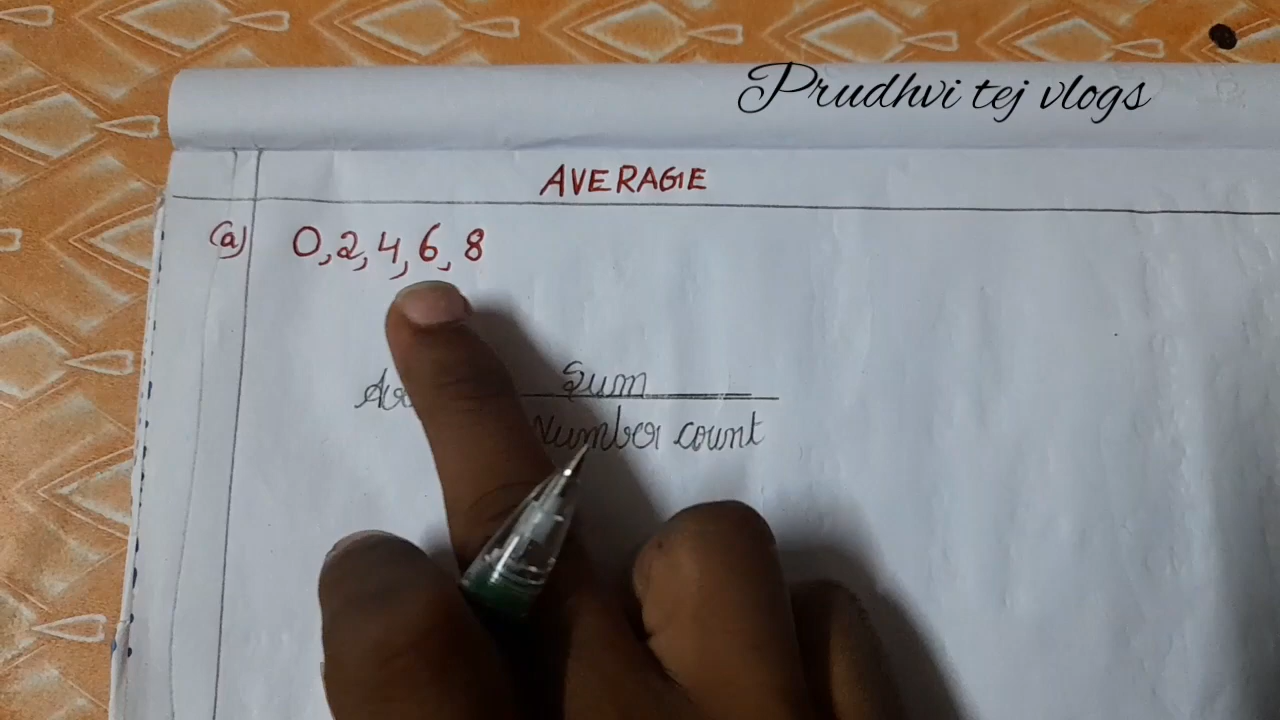 Prudhvi tej vlogs
AVERAGE
(a) 0,2,4,6,8
Sum
Number count